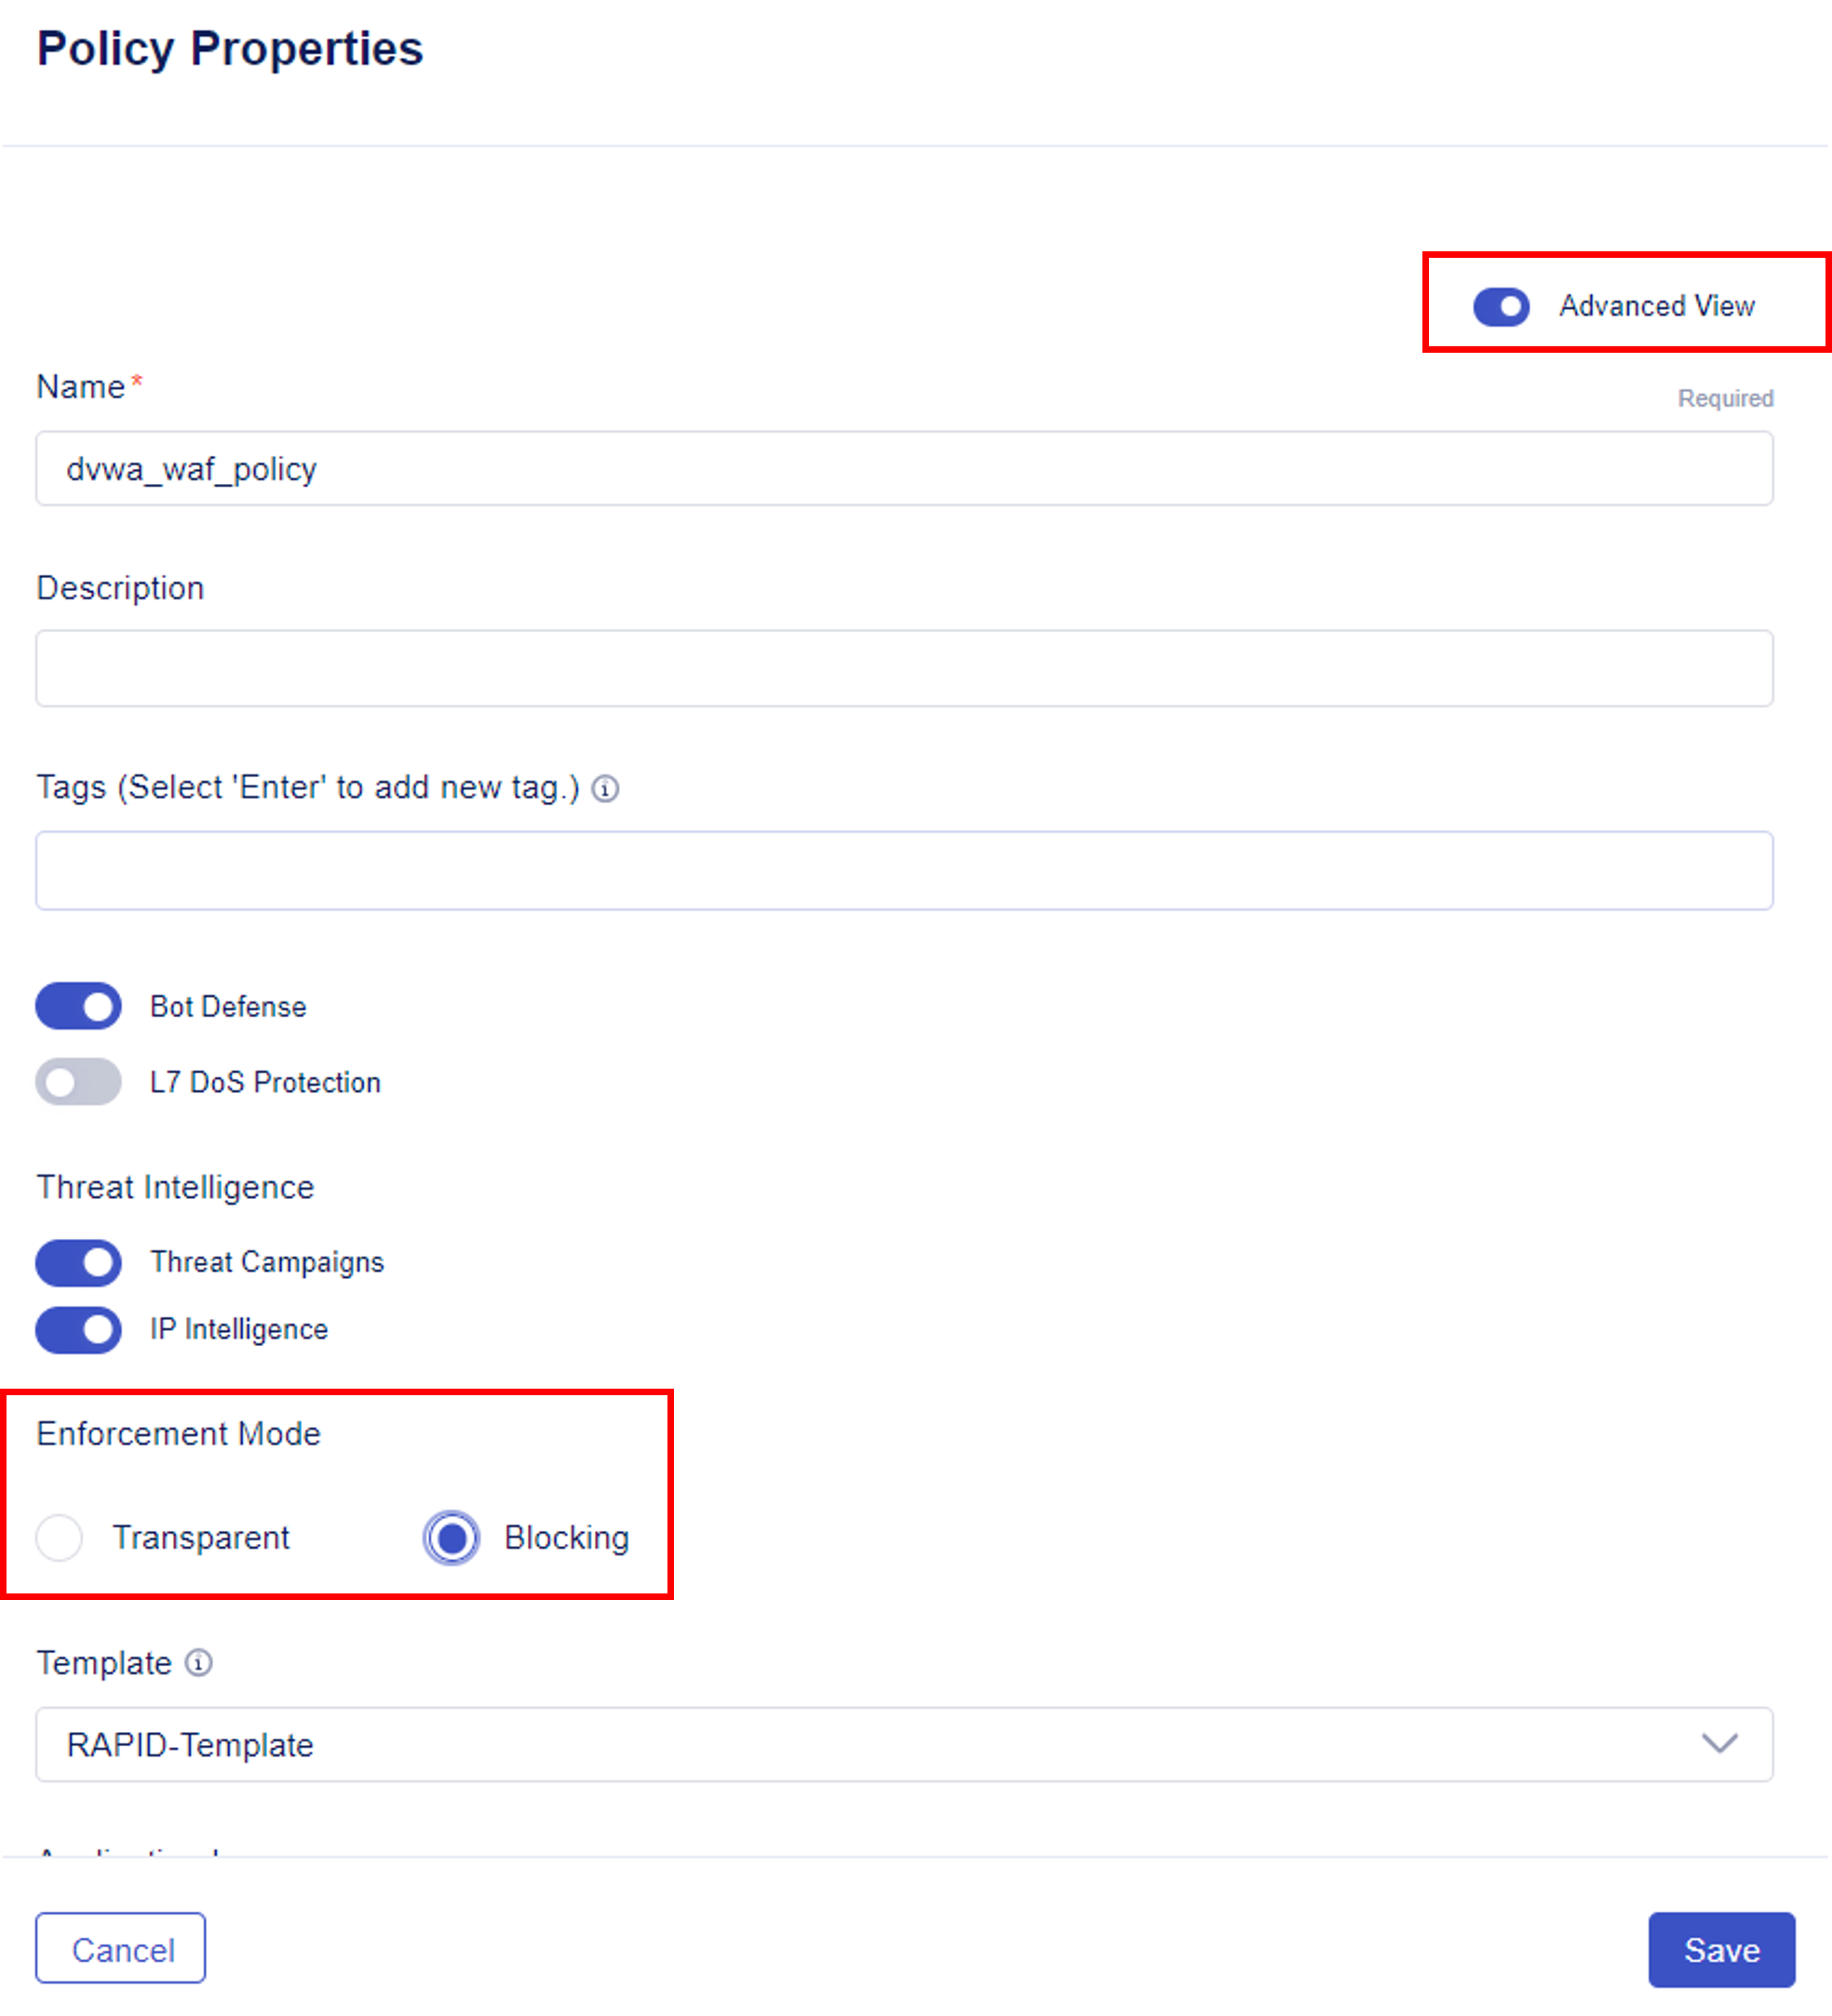 Policy Properties
Advanced View
Name*
Required
dvwa_waf_policy
Description
Tags (Select 'Enter' to add new tag.)
Bot Defense
L7 DoS Protection
Threat Intelligence
Threat Campaigns
IP Intelligence
Enforcement Mode
Transparent Blocking
Template
RAPID-Template
Cancel Save